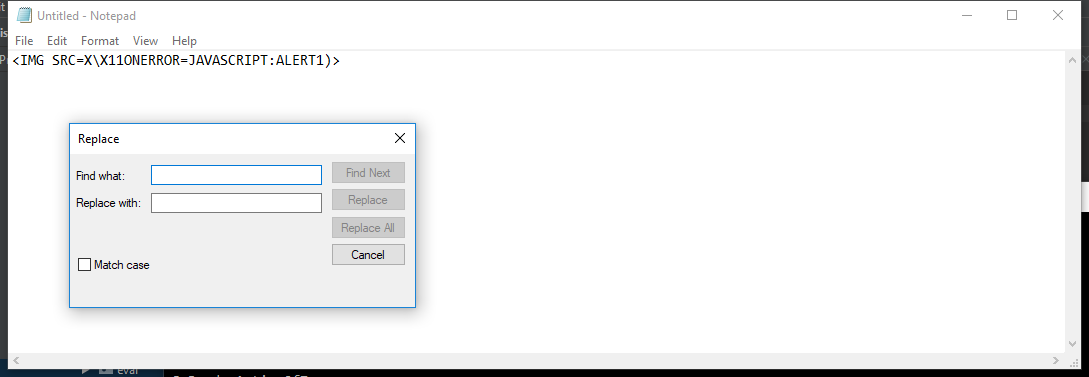 Untitled - Notepad
File Edit Format View Help
<IMG SRC=X\X11ONERROR=JAVASCRIPT:ALERT1)>
Replace
Find what:
Find Next
Replace with:
Replace
Replace All
Cancel
Match case
eval